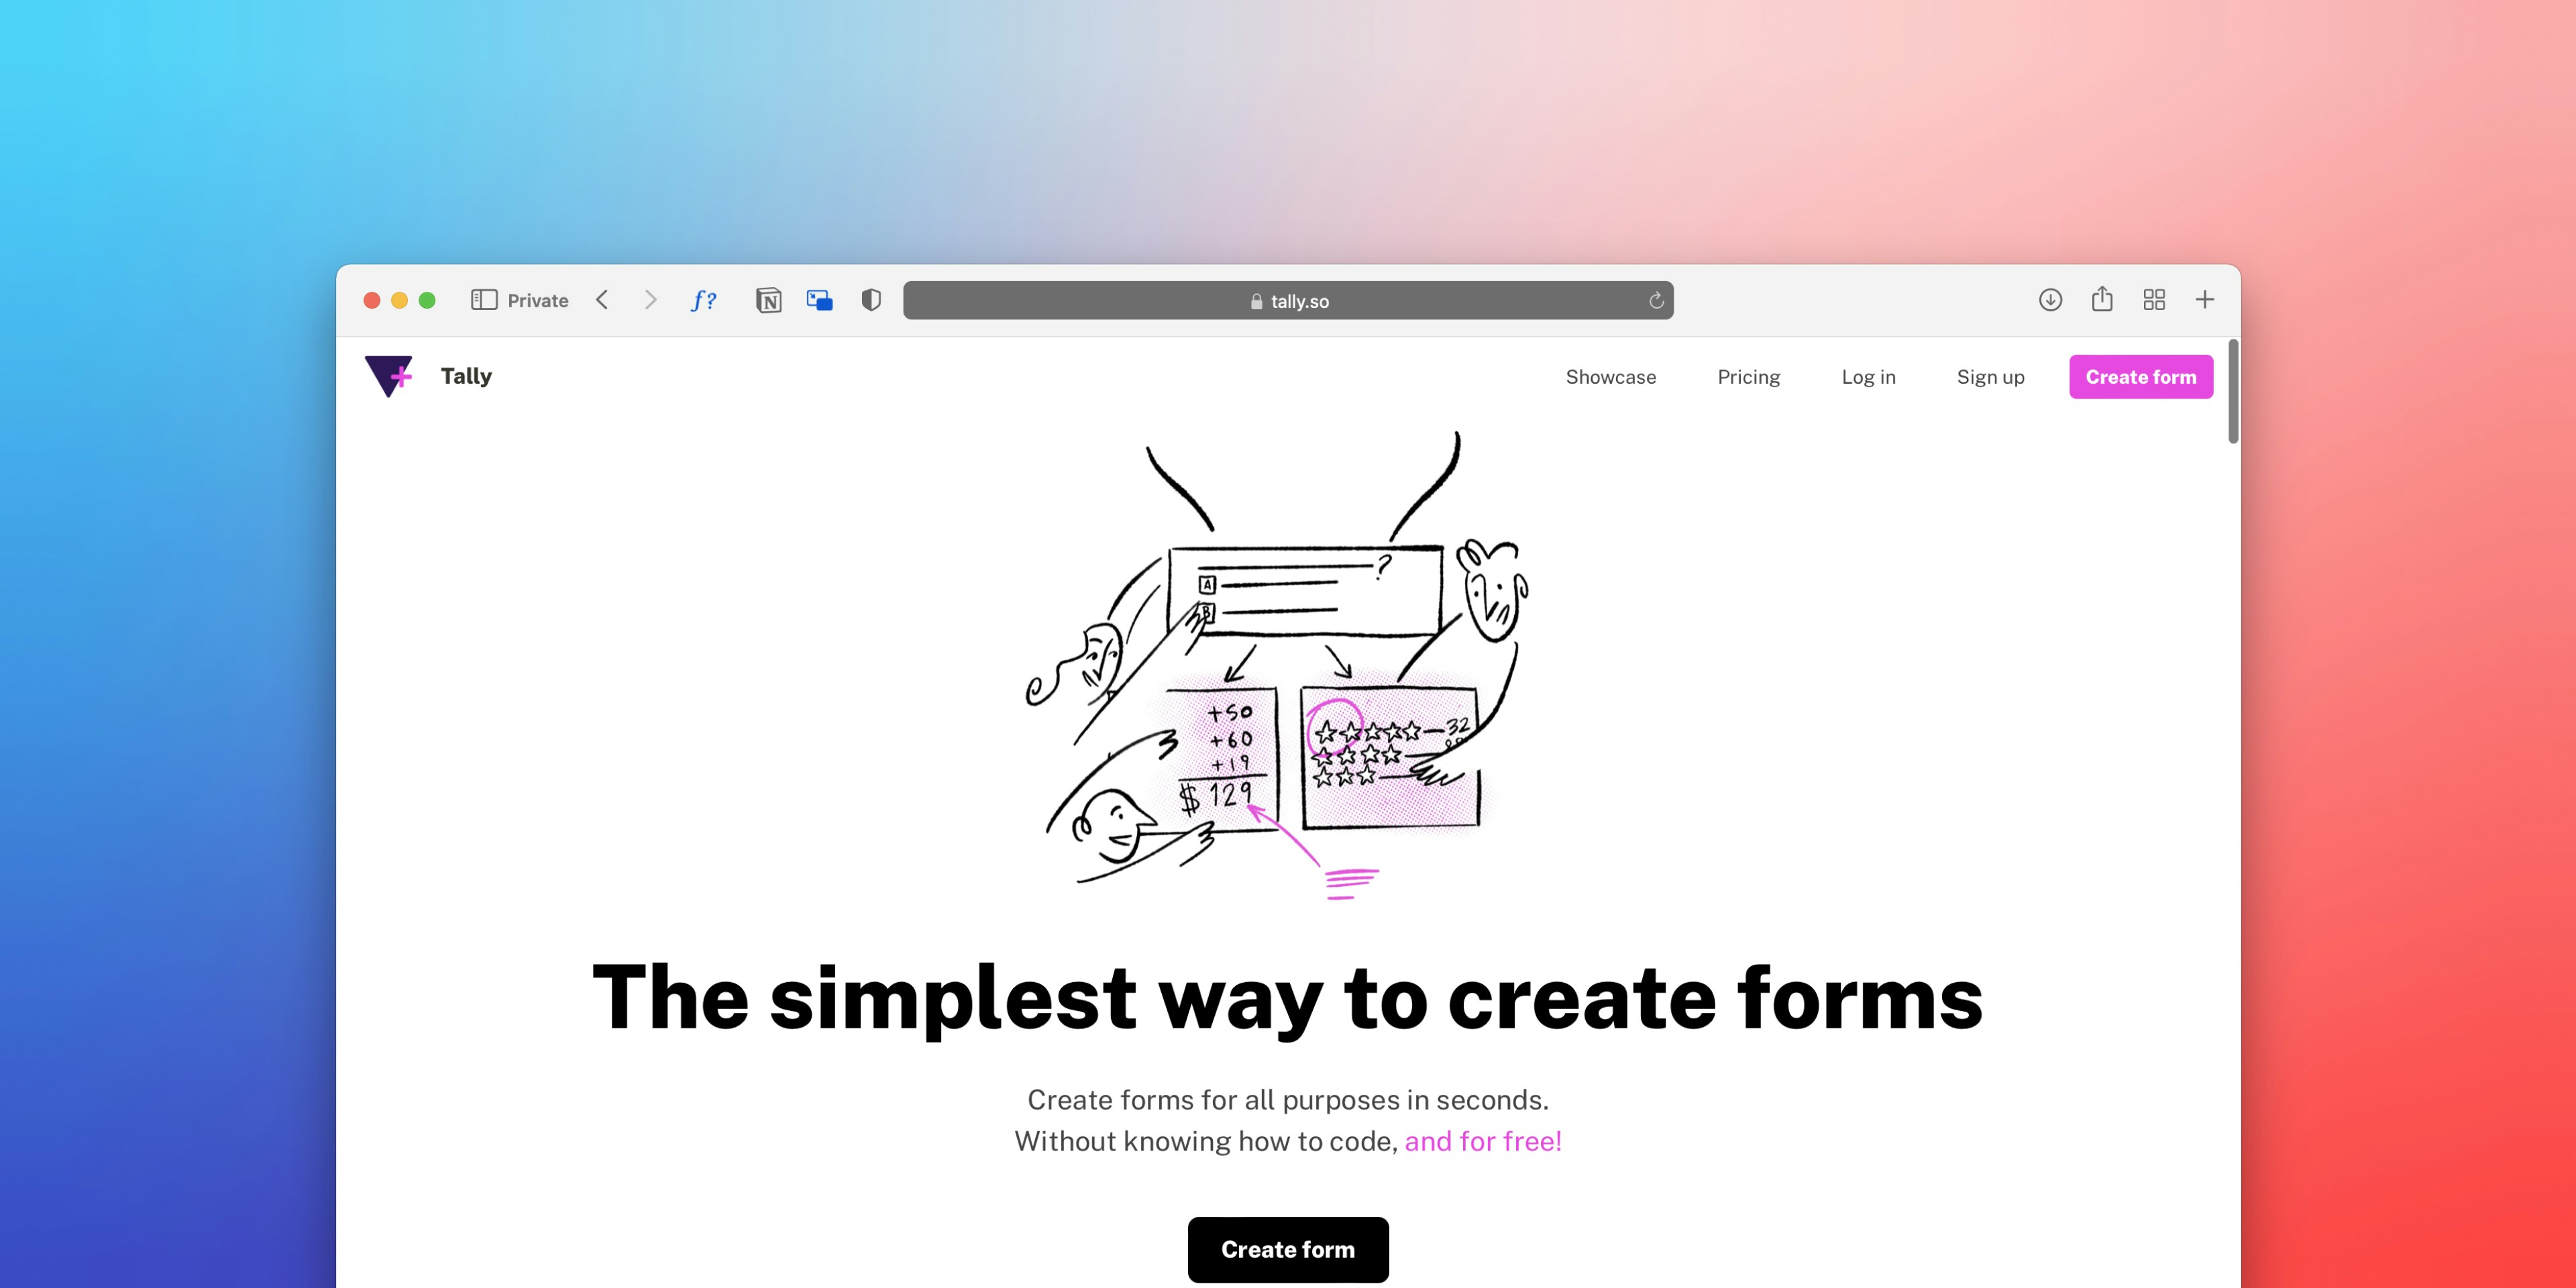 Private
f?
N
tally.so
Tally
Showcase
Pricing
Log in
Sign up
Create form
?
A
B
+50
+60
+19
$ 129
32
The simplest way to create forms
Create forms for all purposes in seconds.
Without knowing how to code, and for free!
Create form